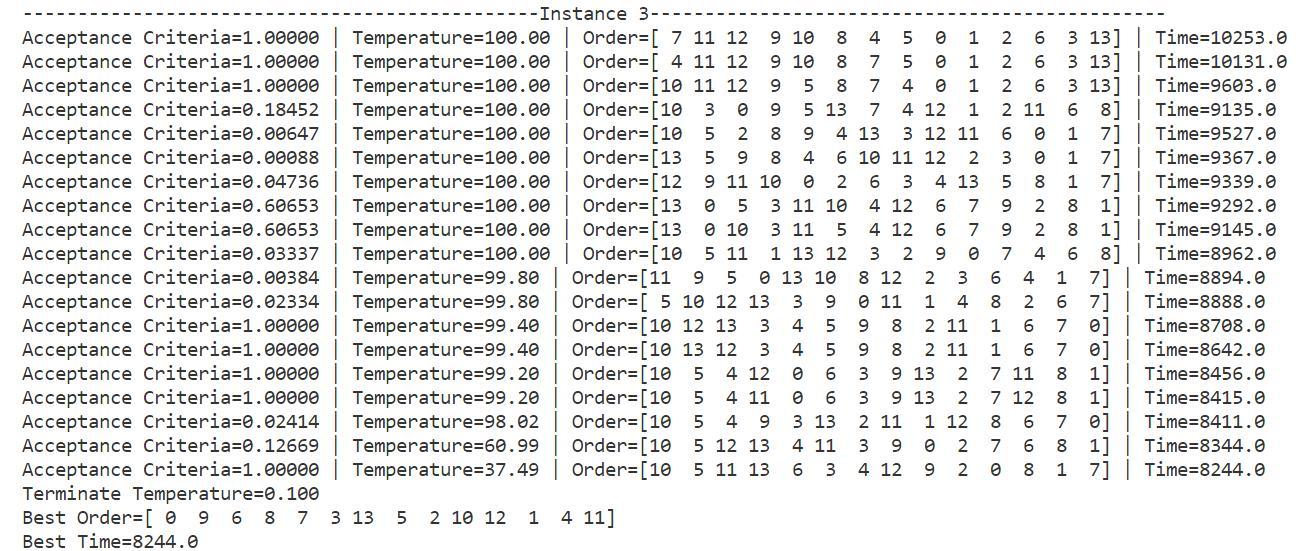 -----------------------------------------------Instance 3-----------------------------------------------
Acceptance Criteria=1.00000 | Temperature=100.00 | Order=[ 7 11 12  9 10  8  4  5  0  1  2  6  3 13] | Time=10253.0
Acceptance Criteria=1.00000 | Temperature=100.00 | Order=[ 4 11 12  9 10  8  7  5  0  1  2  6  3 13] | Time=10131.0
Acceptance Criteria=1.00000 | Temperature=100.00 | Order=[10 11 12  9  5  8  7  4  0  1  2  6  3 13] | Time=9603.0
Acceptance Criteria=0.18452 | Temperature=100.00 | Order=[10  3  0  9  5 13  7  4 12  1  2 11  6  8] | Time=9135.0
Acceptance Criteria=0.00647 | Temperature=100.00 | Order=[10  5  2  8  9  4 13  3 12 11  6  0  1  7] | Time=9527.0
Acceptance Criteria=0.00088 | Temperature=100.00 | Order=[13  5  9  8  4  6 10 11 12  2  3  0  1  7] | Time=9367.0
Acceptance Criteria=0.04736 | Temperature=100.00 | Order=[12  9 11 10  0  2  6  3  4 13  5  8  1  7] | Time=9339.0
Acceptance Criteria=0.60653 | Temperature=100.00 | Order=[13  0  5  3 11 10  4 12  6  7  9  2  8  1] | Time=9292.0
Acceptance Criteria=0.60653 | Temperature=100.00 | Order=[13  0 10  3 11  5  4 12  6  7  9  2  8  1] | Time=9145.0
Acceptance Criteria=0.03337 | Temperature=100.00 | Order=[10  5 11  1 13 12  3  2  9  0  7  4  6  8] | Time=8962.0
Acceptance Criteria=0.00384 | Temperature=99.80 | Order=[11  9  5  0 13 10  8 12  2  3  6  4  1  7] | Time=8894.0
Acceptance Criteria=0.02334 | Temperature=99.80 | Order=[ 5 10 12 13  3  9  0 11  1  4  8  2  6  7] | Time=8888.0
Acceptance Criteria=1.00000 | Temperature=99.40 | Order=[10 12 13  3  4  5  9  8  2 11  1  6  7  0] | Time=8708.0
Acceptance Criteria=1.00000 | Temperature=99.40 | Order=[10 13 12  3  4  5  9  8  2 11  1  6  7  0] | Time=8642.0
Acceptance Criteria=1.00000 | Temperature=99.20 | Order=[10  5  4 12  0  6  3  9 13  2  7 11  8  1] | Time=8456.0
Acceptance Criteria=1.00000 | Temperature=99.20 | Order=[10  5  4 11  0  6  3  9 13  2  7 12  8  1] | Time=8415.0
Acceptance Criteria=0.02414 | Temperature=98.02 | Order=[10  5  4  9  3 13  2 11  1 12  8  6  7  0] | Time=8411.0
Acceptance Criteria=0.12669 | Temperature=60.99 | Order=[10  5 12 13  4 11  3  9  0  2  7  6  8  1] | Time=8344.0
Acceptance Criteria=1.00000 | Temperature=37.49 | Order=[10  5 11 13  6  3  4 12  9  2  0  8  1  7] | Time=8244.0
Terminate Temperature=0.100
Best Order=[ 0  9  6  8  7  3 13  5  2 10 12  1  4 11]
Best Time=8244.0